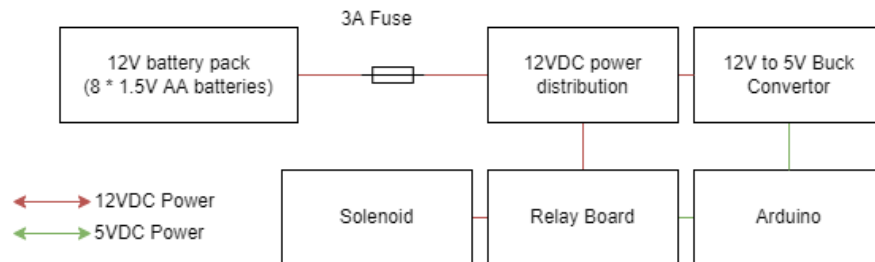 3A Fuse
12V battery pack
(8 * 1.5V AA batteries)
12VDC power
distribution
12V to 5V Buck
Convertor
12VDC Power
5VDC Power
Solenoid
Relay Board
Arduino